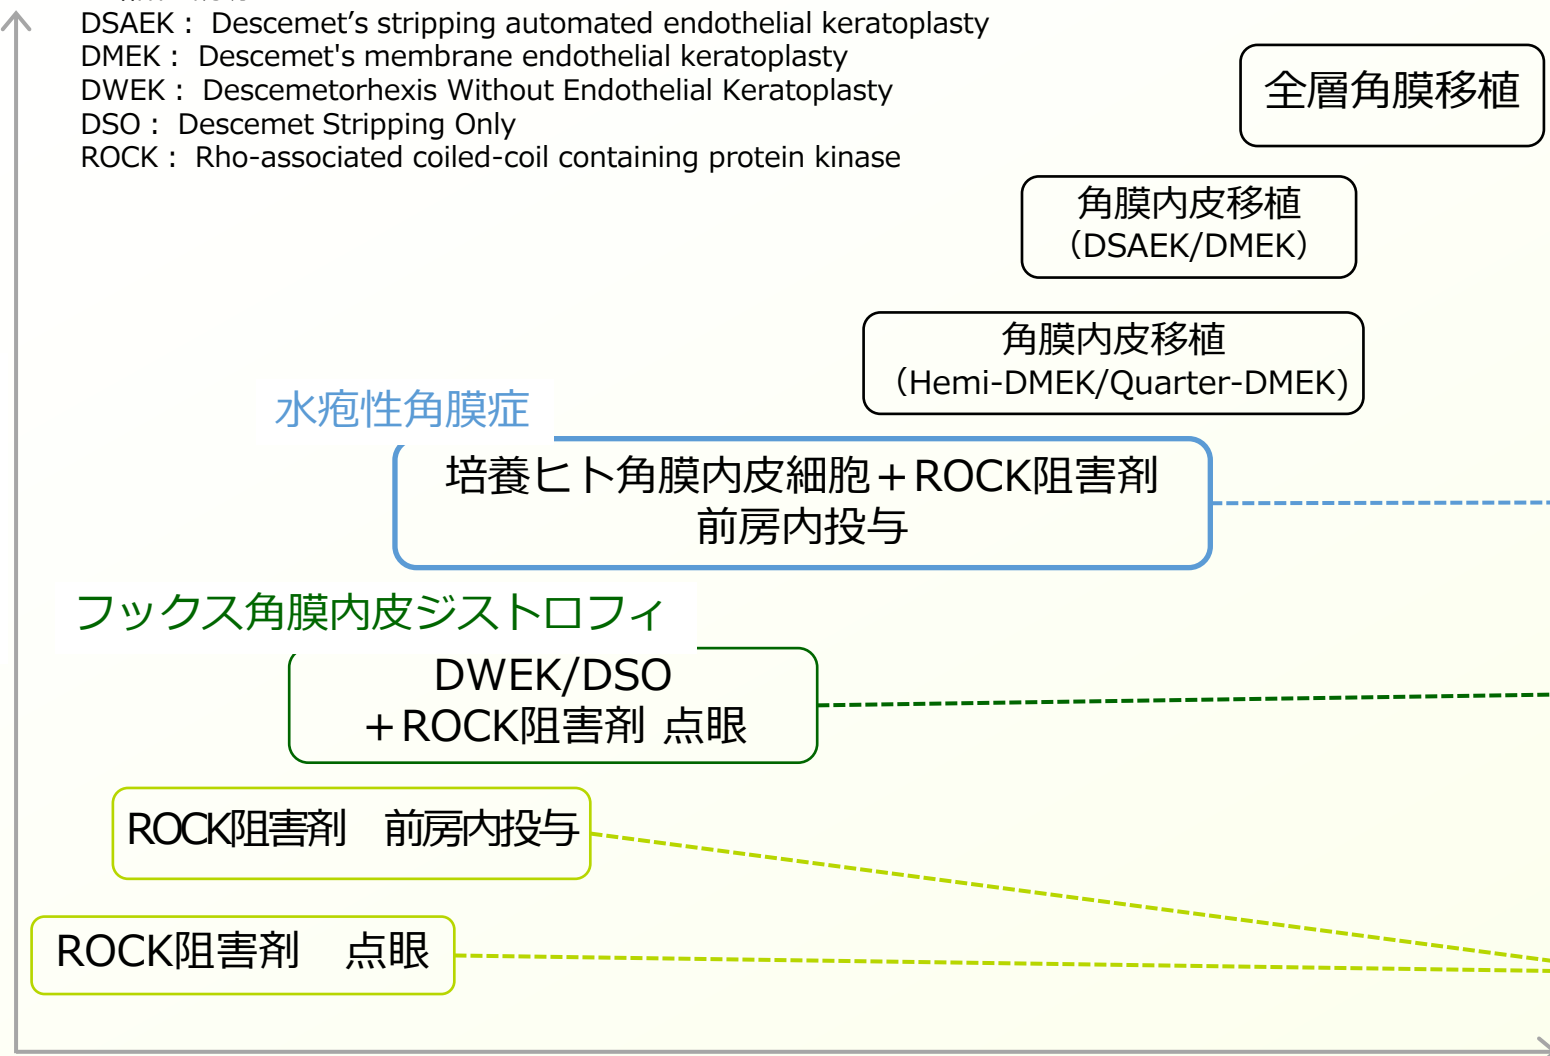 DSAEK : Descemet’s stripping automated endothelial keratoplasty
DMEK : Descemet's membrane endothelial keratoplasty
DWEK : Descemetorhexis Without Endothelial Keratoplasty
DSO : Descemet Stripping Only
ROCK : Rho-associated coiled-coil containing protein kinase
全層角膜移植
角膜内皮移植
（DSAEK/DMEK）
角膜内皮移植
（Hemi-DMEK/Quarter-DMEK)
水疱性角膜症
培養ヒト角膜内皮細胞＋ROCK阻害剤
前房内投与
フックス角膜内皮ジストロフィ
DWEK/DSO
＋ROCK阻害剤 点眼
ROCK阻害剤　前房内投与
ROCK阻害剤　点眼